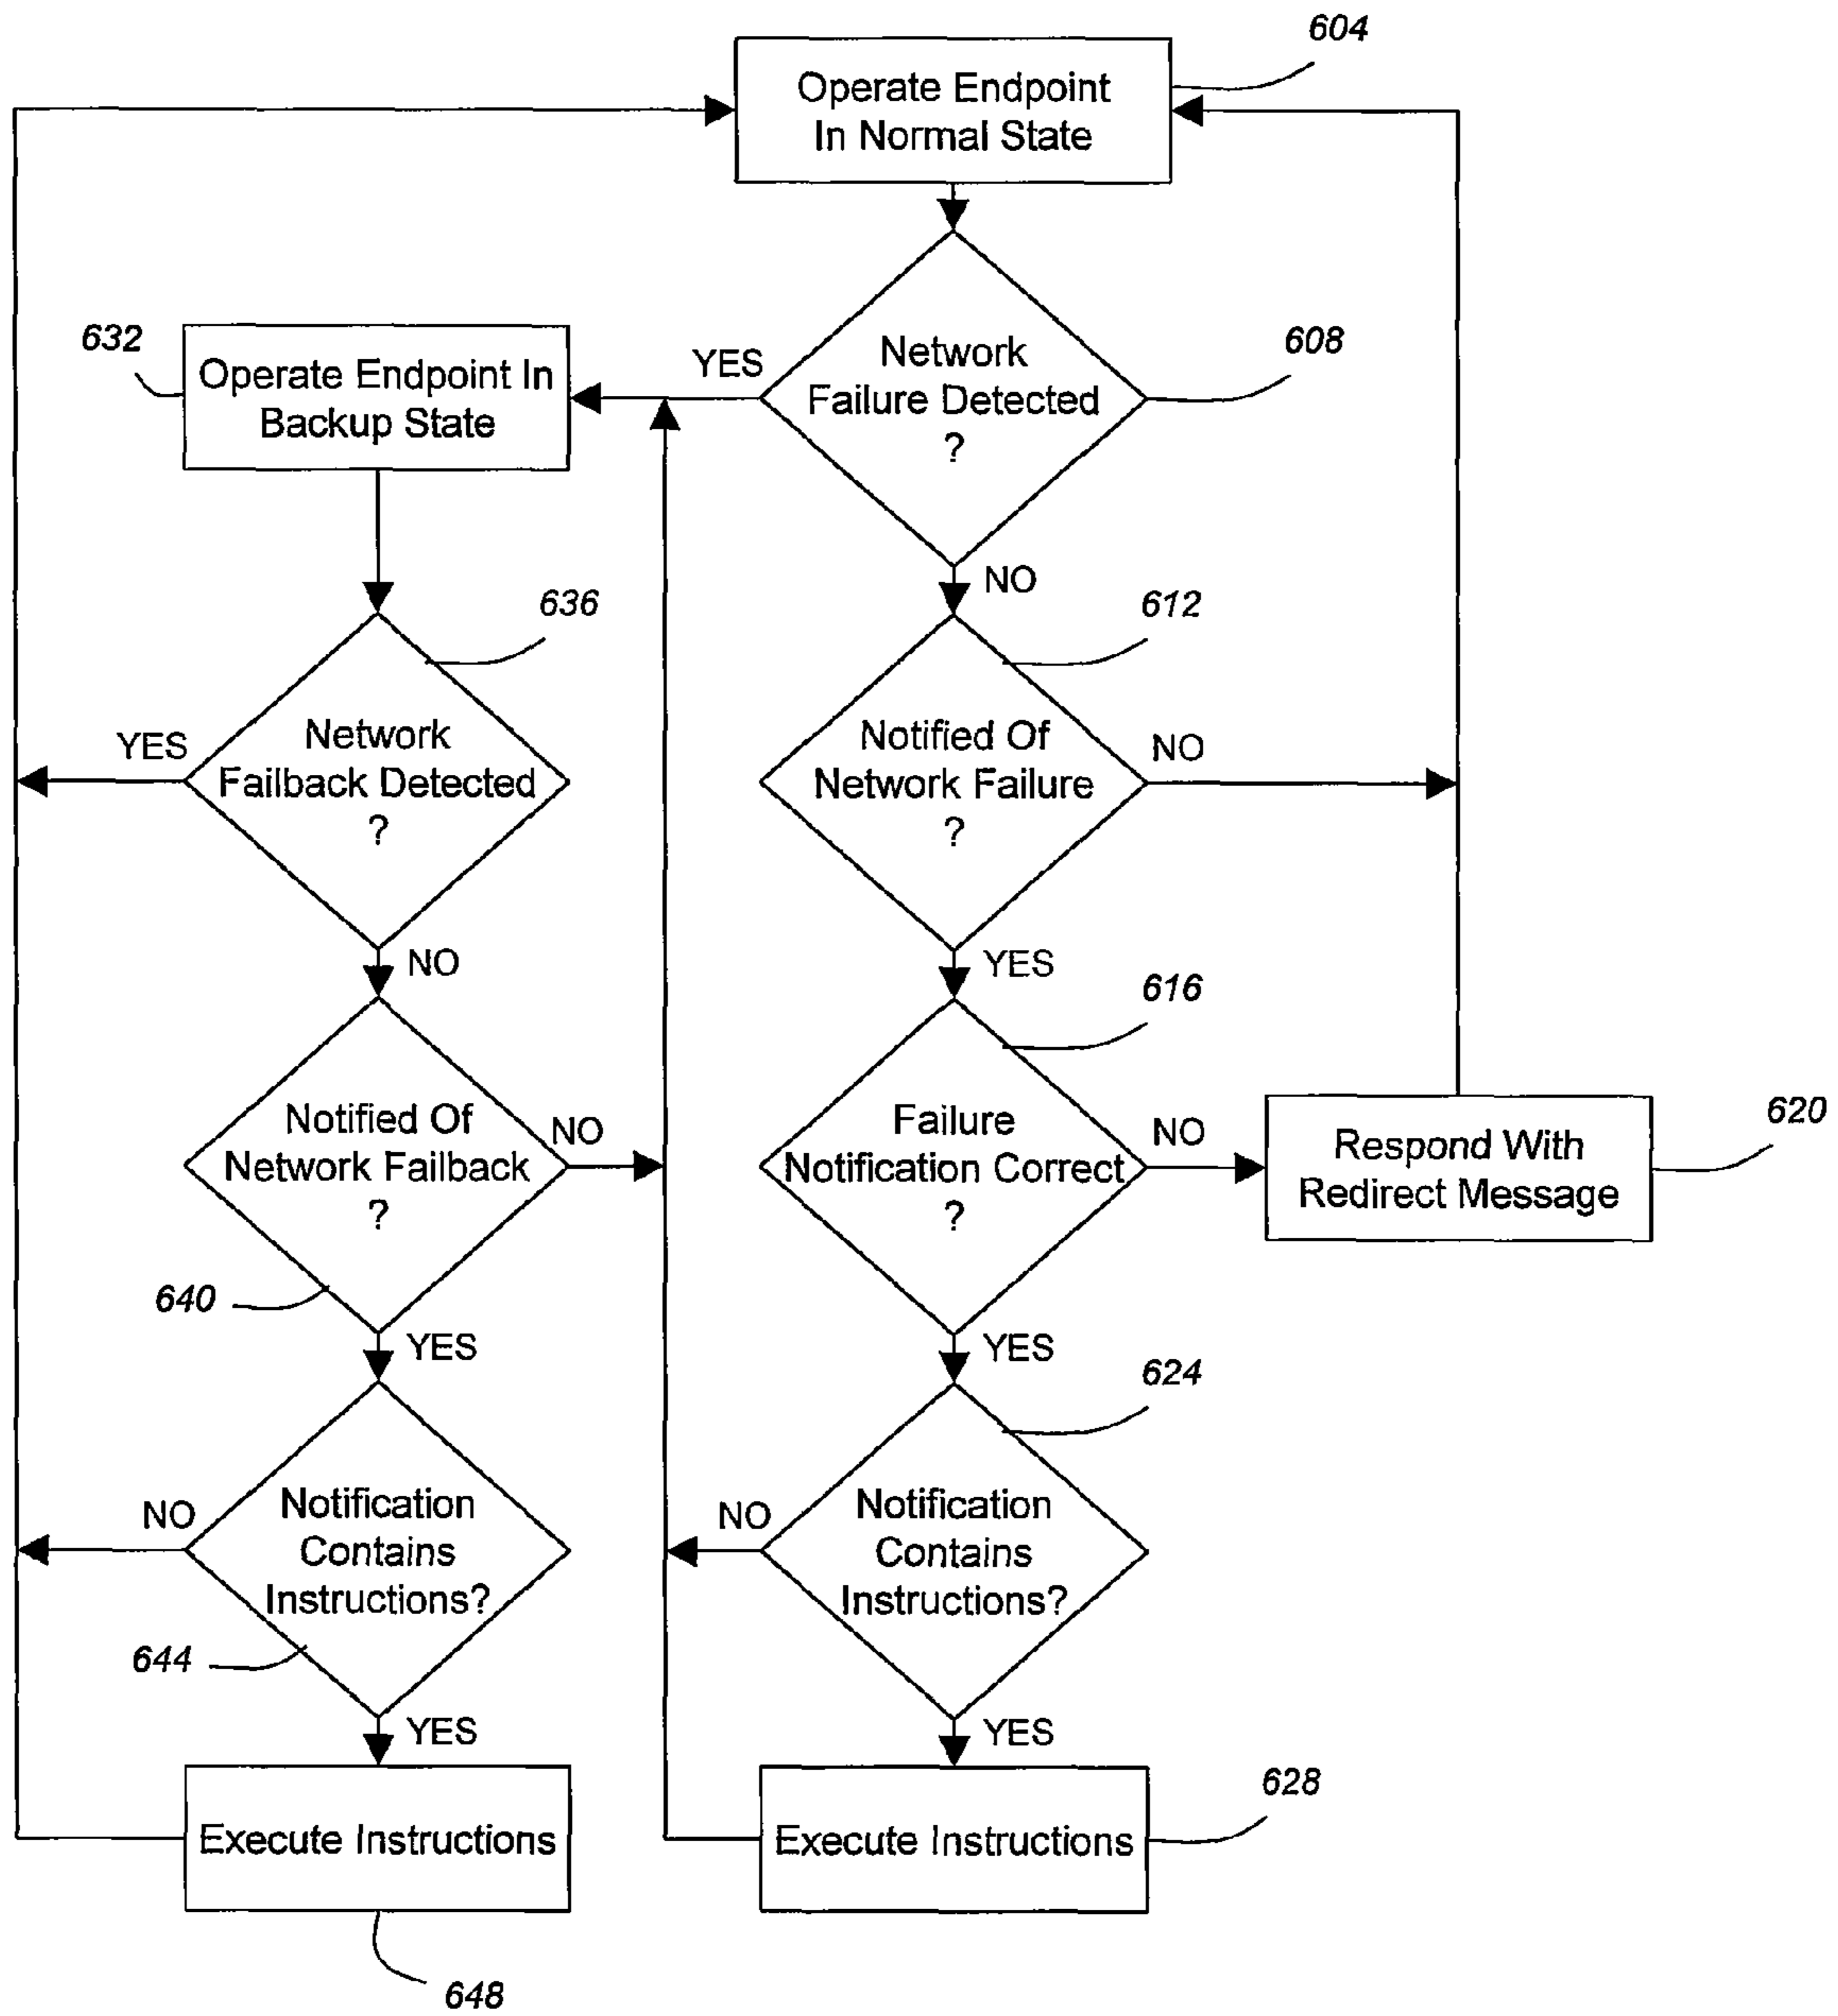 604
Operate Endpoint
In Normal State
632
Operate Endpoint In
Backup State
YES
Network
Failure Detected
?
608
NO
636
612
YES
Network
Failback Detected
?
Notified Of
Network Failure
?
NO
NO
YES
616
Notified Of
Network Failback
?
NO
640
Failure
Notification Correct
?
NO
620
Respond With
Redirect Message
YES
YES
624
NO
Notification
Contains
Instructions?
644
NO
Notification
Contains
Instructions?
YES
YES
Execute Instructions
648
Execute Instructions
628